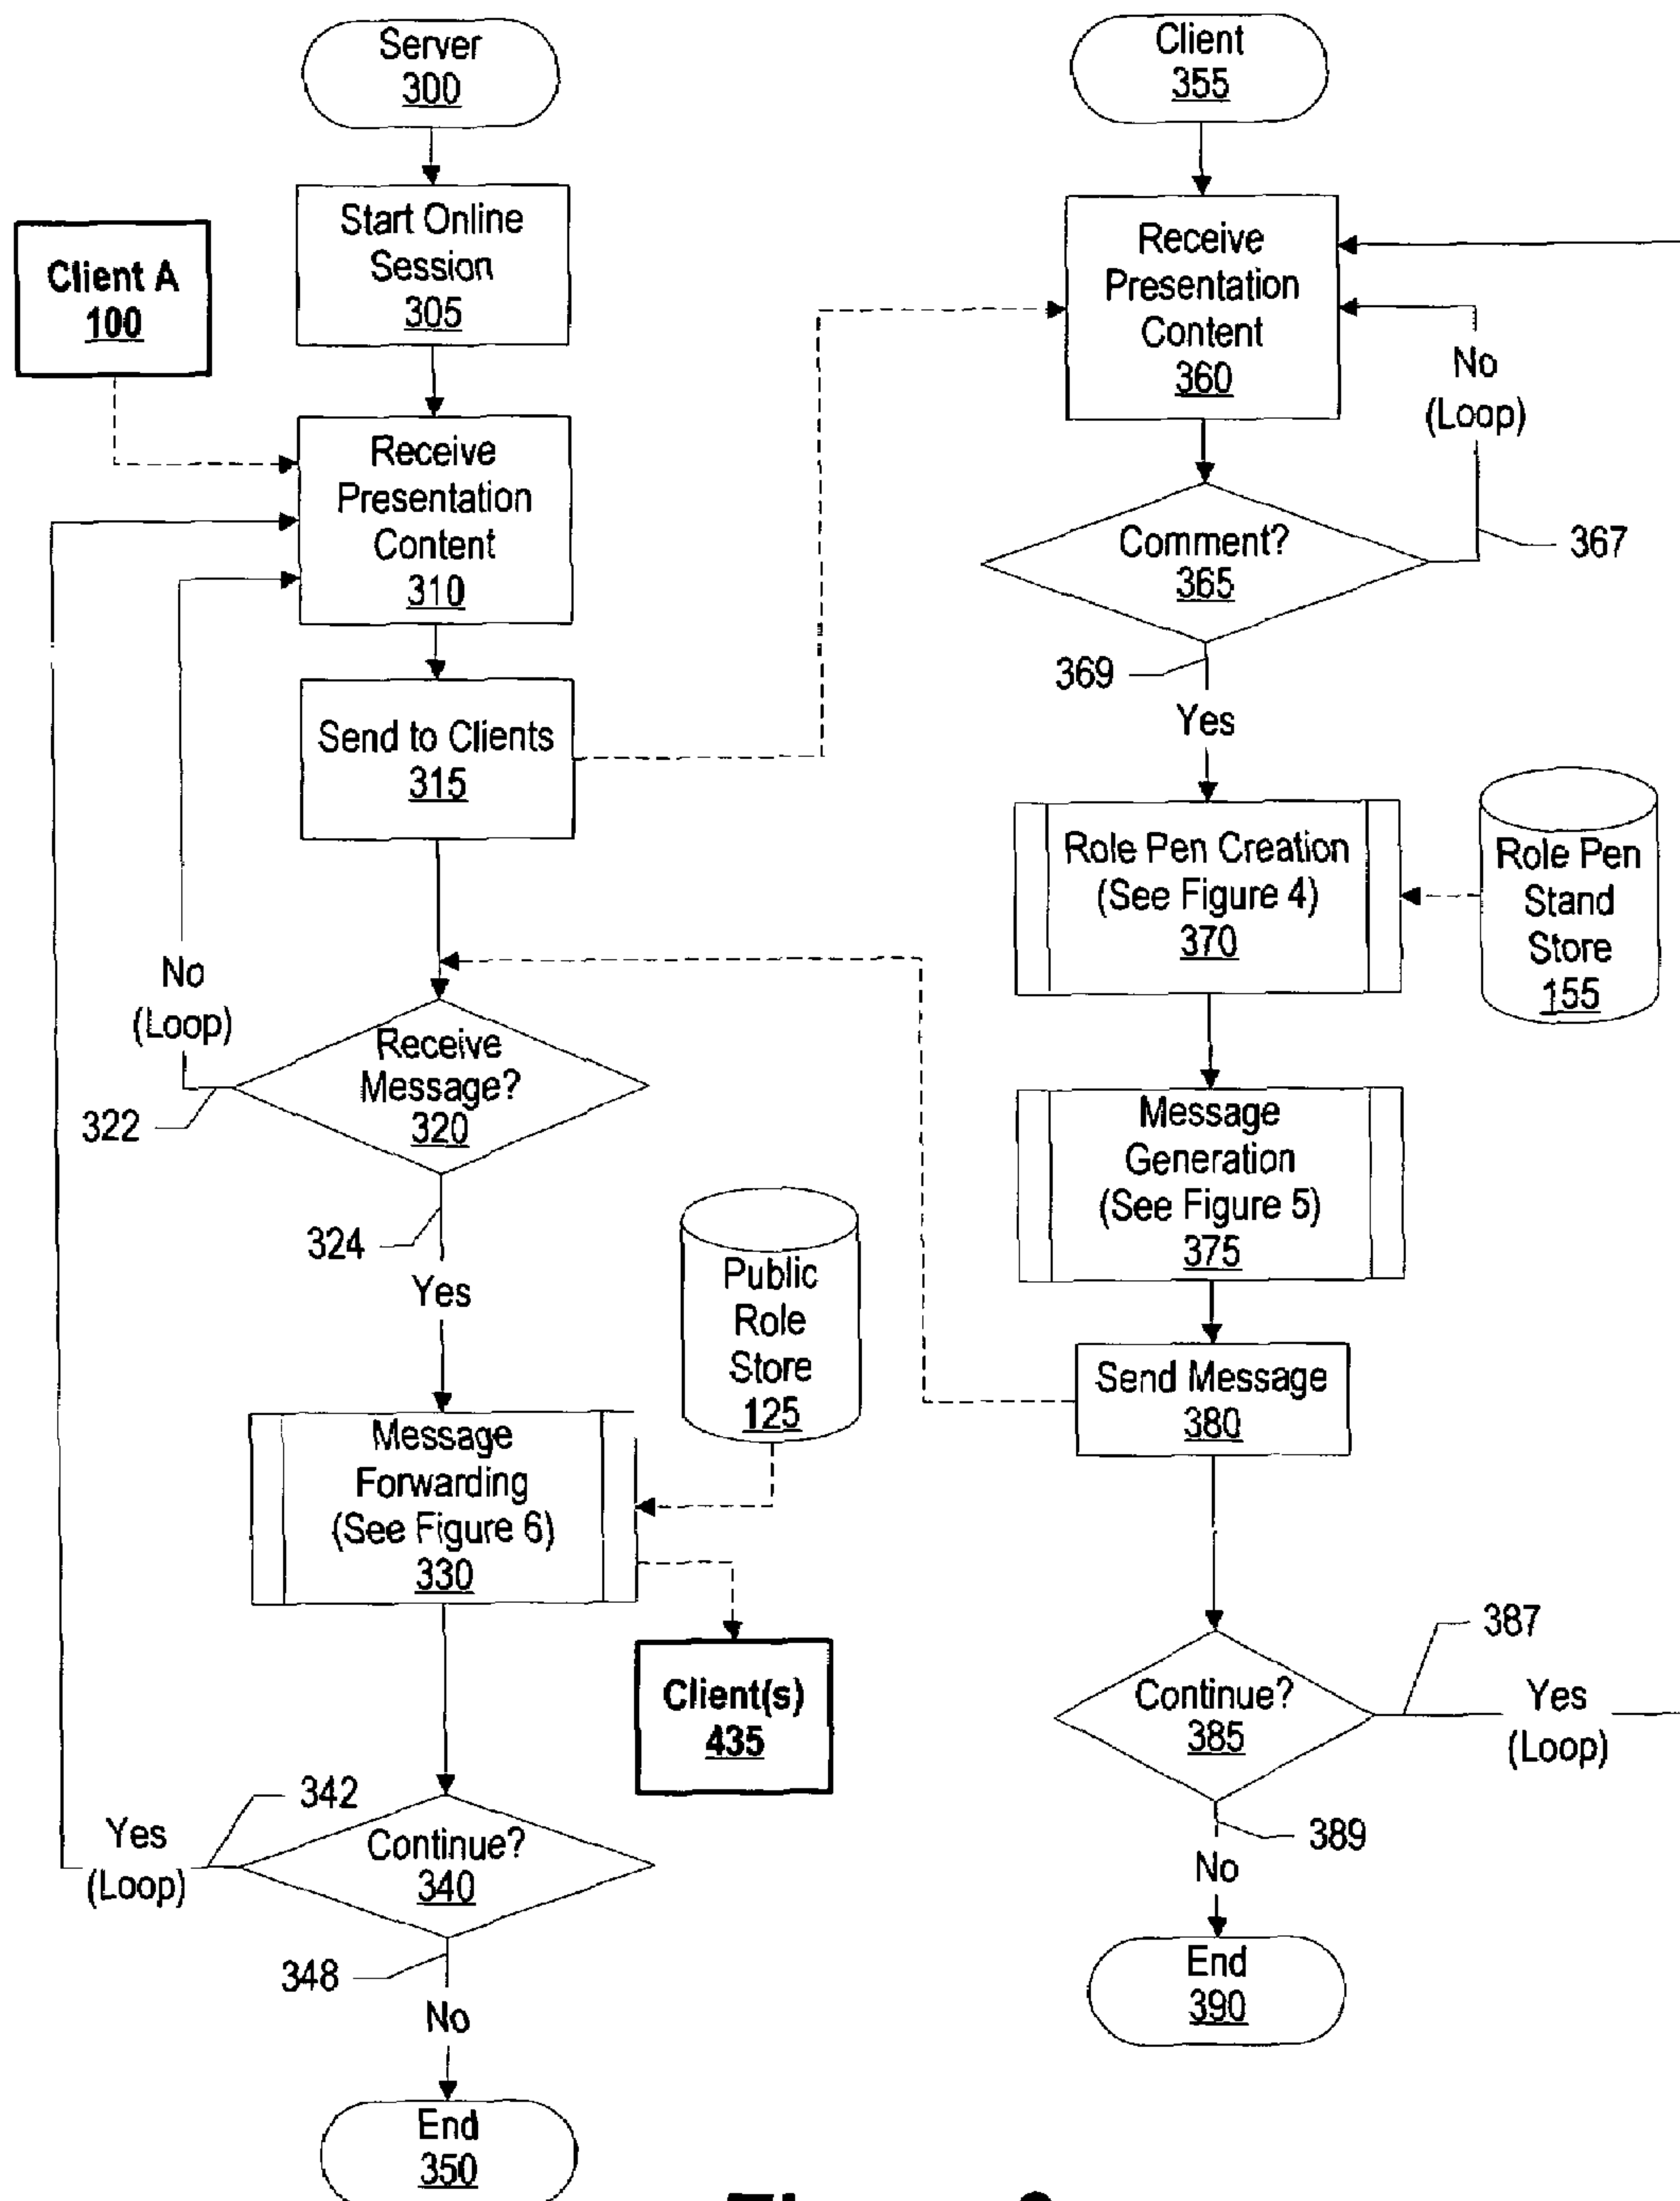 Server
300
Start Online
Session
305
Client A
100
Receive
Presentation
Content
310
Send to Clients
315
No
(Loop)
322
Receive
Message?
320
324
Yes
Public
Role
Store
125
Message
Forwarding
(See Figure 6)
330
Client(s)
435
342
Yes
(Loop)
Continue?
340
348
No
End
350
Client
355
Receive
Presentation
Content
360
No
(Loop)
367
Comment?
365
369
Yes
Role Pen Creation
(See Figure 4)
370
Role Pen
Stand
Store
155
Message
Generation
(See Figure 5)
375
Send Message
380
387
Continue?
385
Yes
(Loop)
389
No
End
390